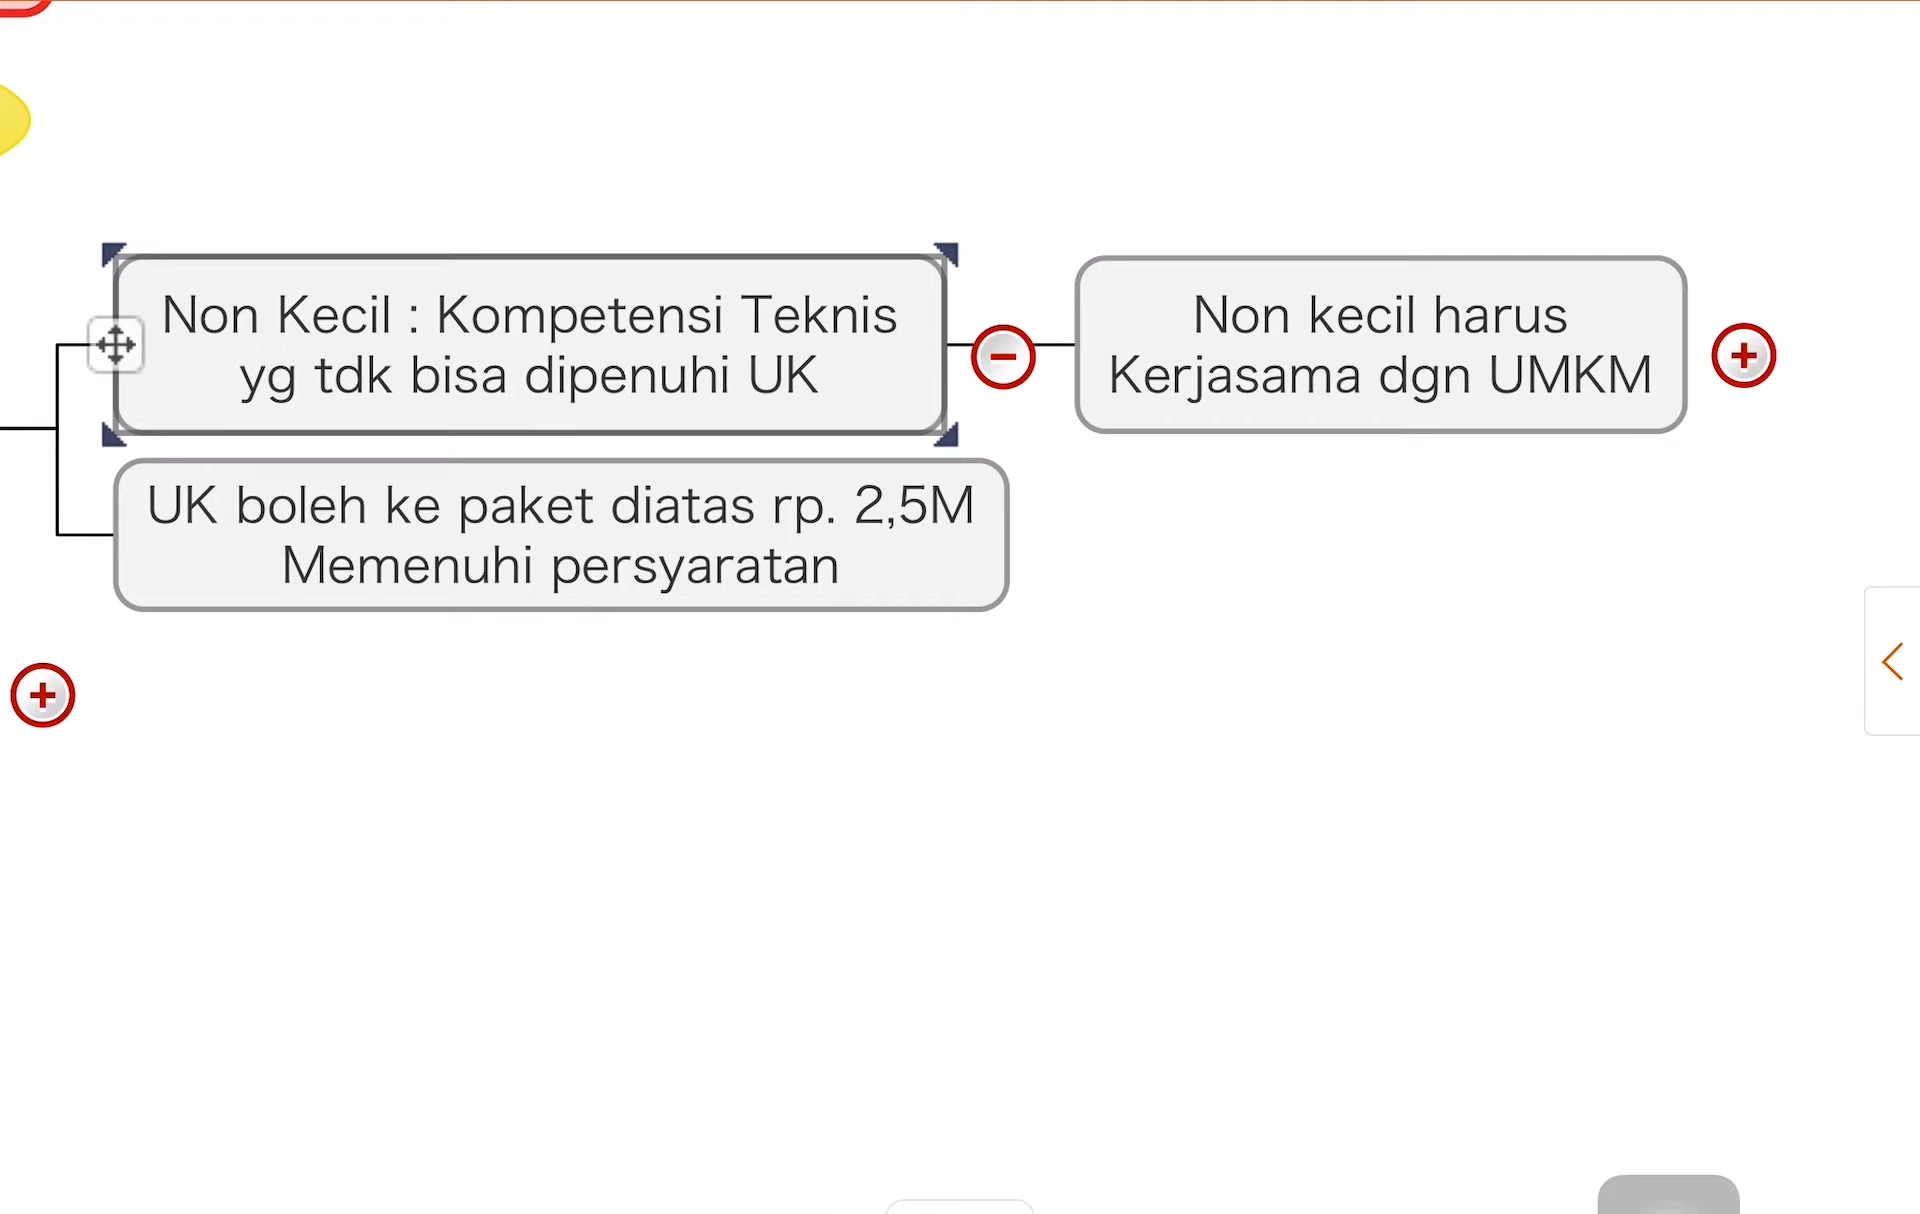 Non Kecil : Kompetensi Teknis
yg tdk bisa dipenuhi UK
Non kecil harus
Kerjasama dgn UMKM
UK boleh ke paket diatas rp. 2,5M
Memenuhi persyaratan